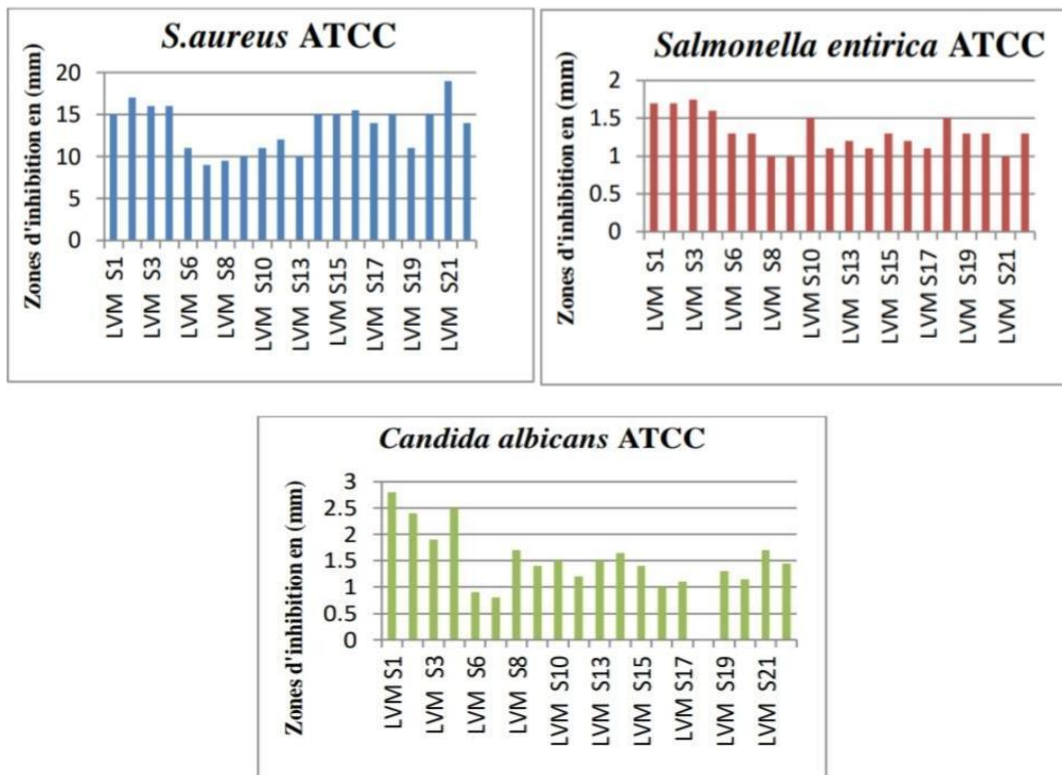 S.aureus ATCC
Zones d'inhibition en (mm)
20
15
10
5
0
LVM S1
LVM S3
LVM S6
LVM S8
LVM S10
LVM S13
LVM S15
LVM S17
LVM S19
LVM S21
Salmonella entirica ATCC
Zones d'inhibition en (mm)
2
1.5
1
0.5
0
LVM S1
LVM S3
LVM S6
LVM S8
LVM S10
LVM S13
LVM S15
LVM S17
LVM S19
LVM S21
Candida albicans ATCC
Zones d'inhibition en (mm)
3
2.5
2
1.5
1
0.5
0
LVM S1
LVM S3
LVM S6
LVM S8
LVM S10
LVM S13
LVM S15
LVM S17
LVM S19
LVM S21